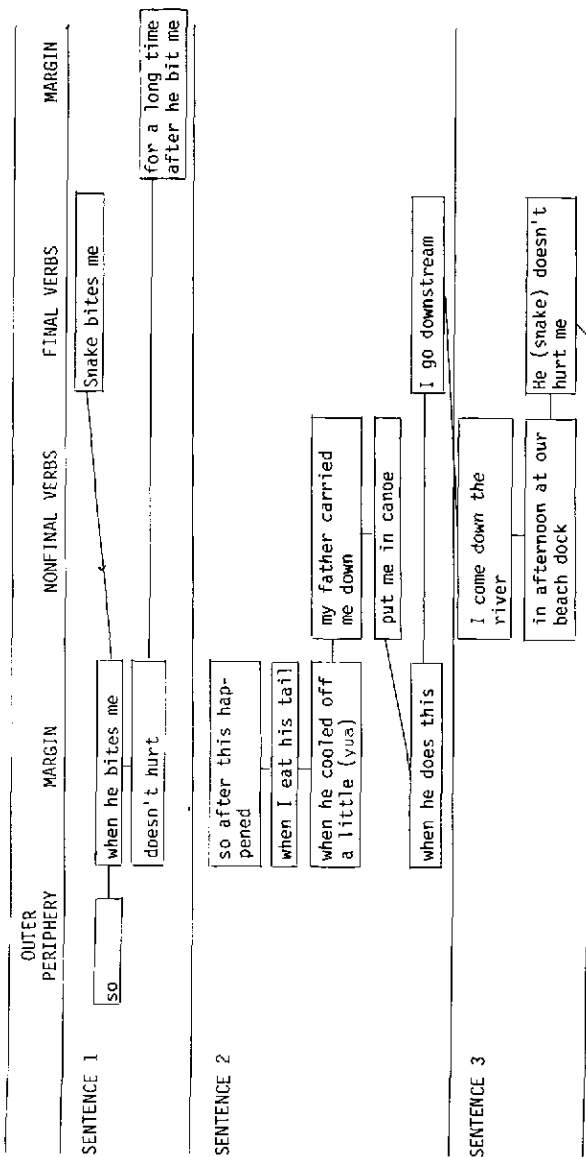 OUTER
PERIPHERY
MARGIN
NONFINAL VERBS
FINAL VERBS
MARGIN
SENTENCE 1
so
when he bites me
Snake bites me
doesn't hurt
for a long time
after he bit me
SENTENCE 2
so after this hap-
pened
when I eat his tail
when he cooled off
a little (yua)
my father carried
me down
put me in canoe
when he does this
I go downstream
SENTENCE 3
I come down the
river
in afternoon at our
beach dock
He (snake) doesn't
hurt me